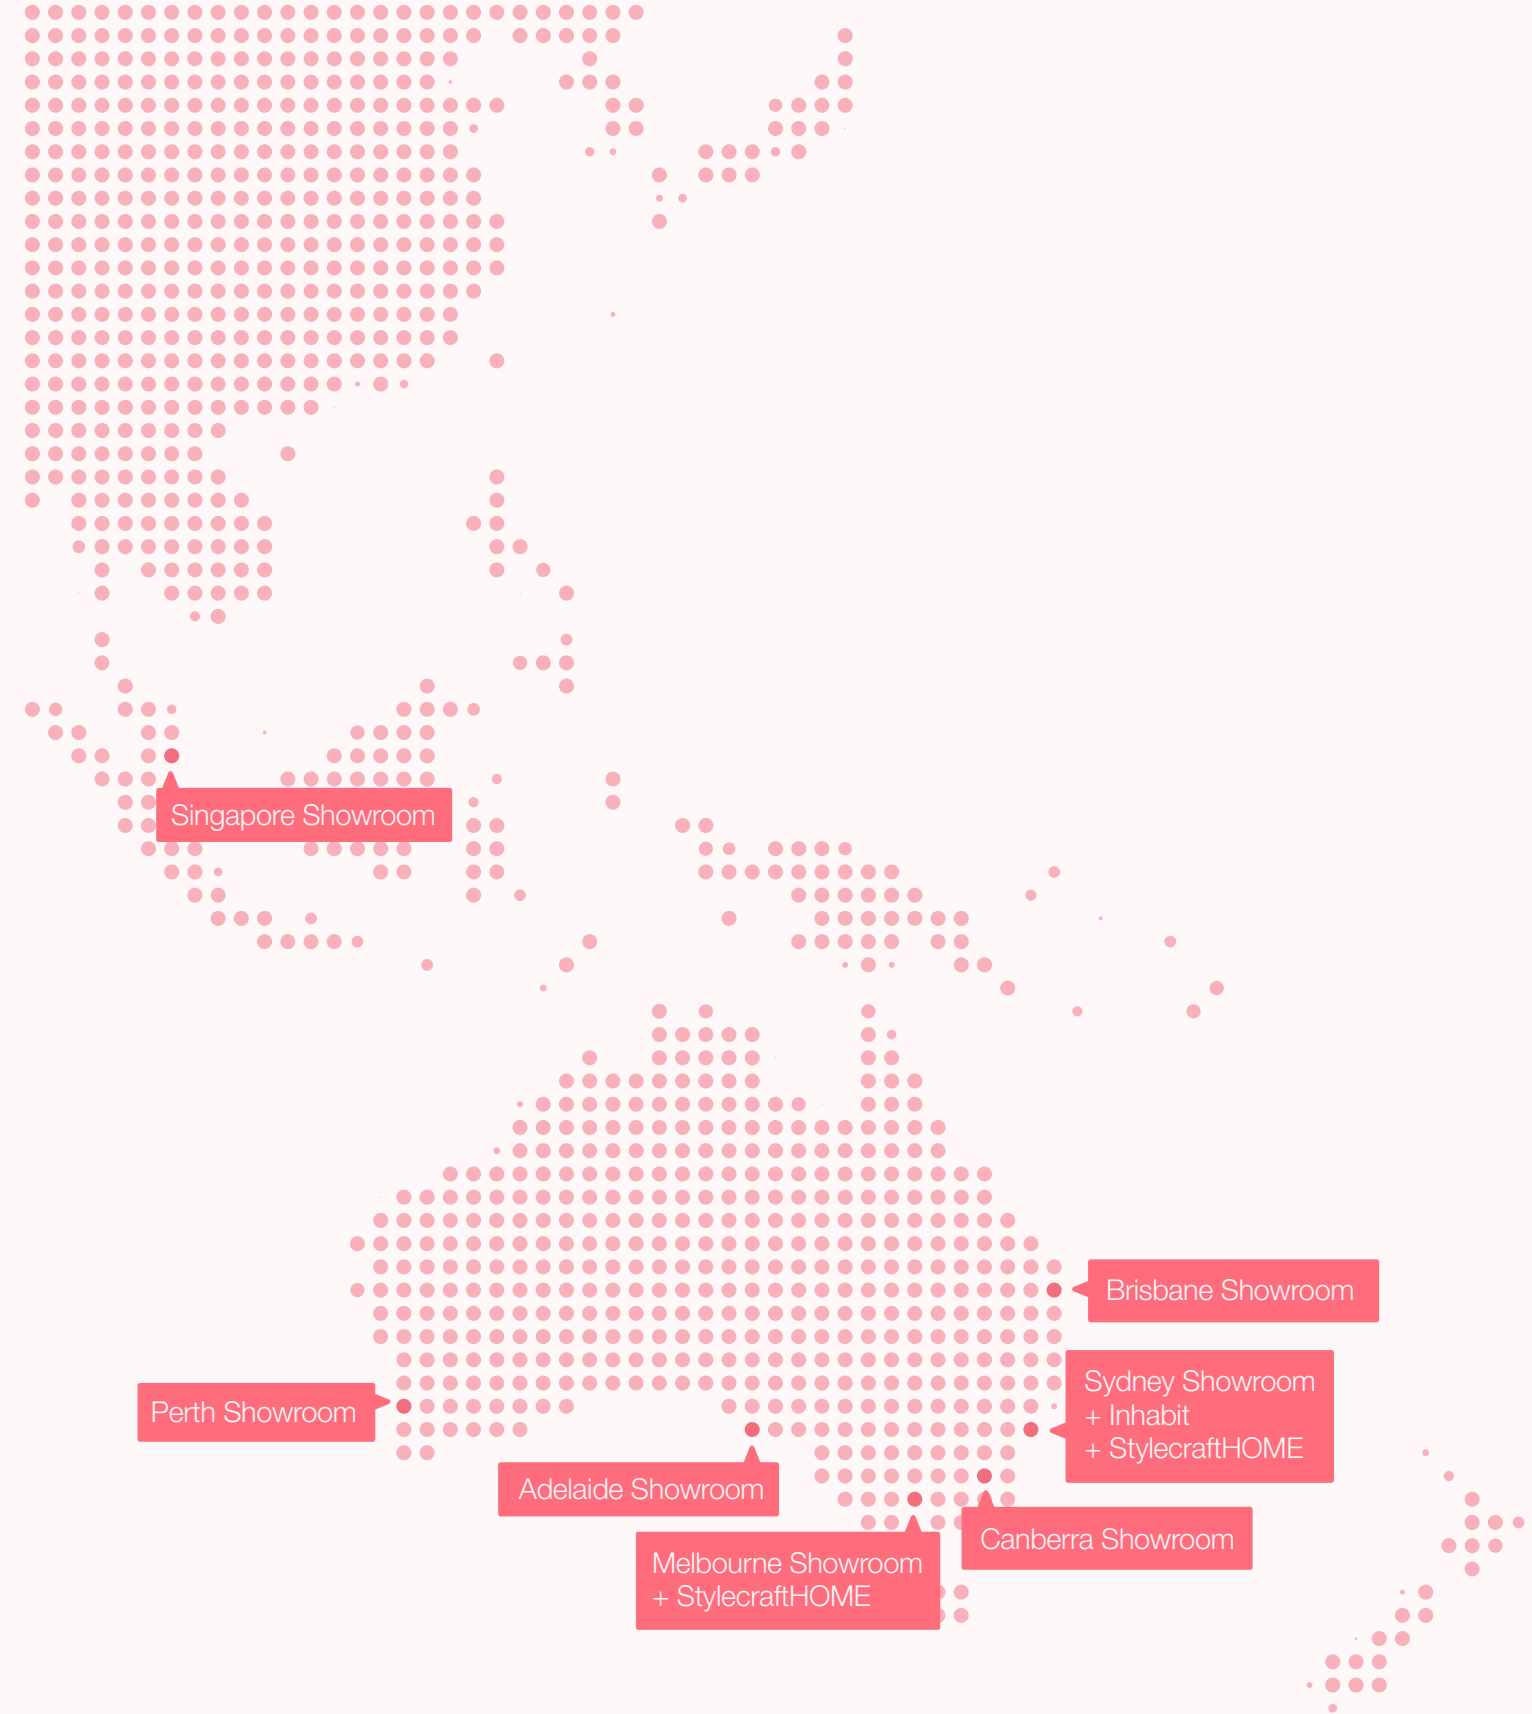 Singapore Showroom
Brisbane Showroom
Sydney Showroom
+ Inhabit
+ StylecraftHOME
Perth Showroom
Adelaide Showroom
Canberra Showroom
Melbourne Showroom
+ StylecraftHOME